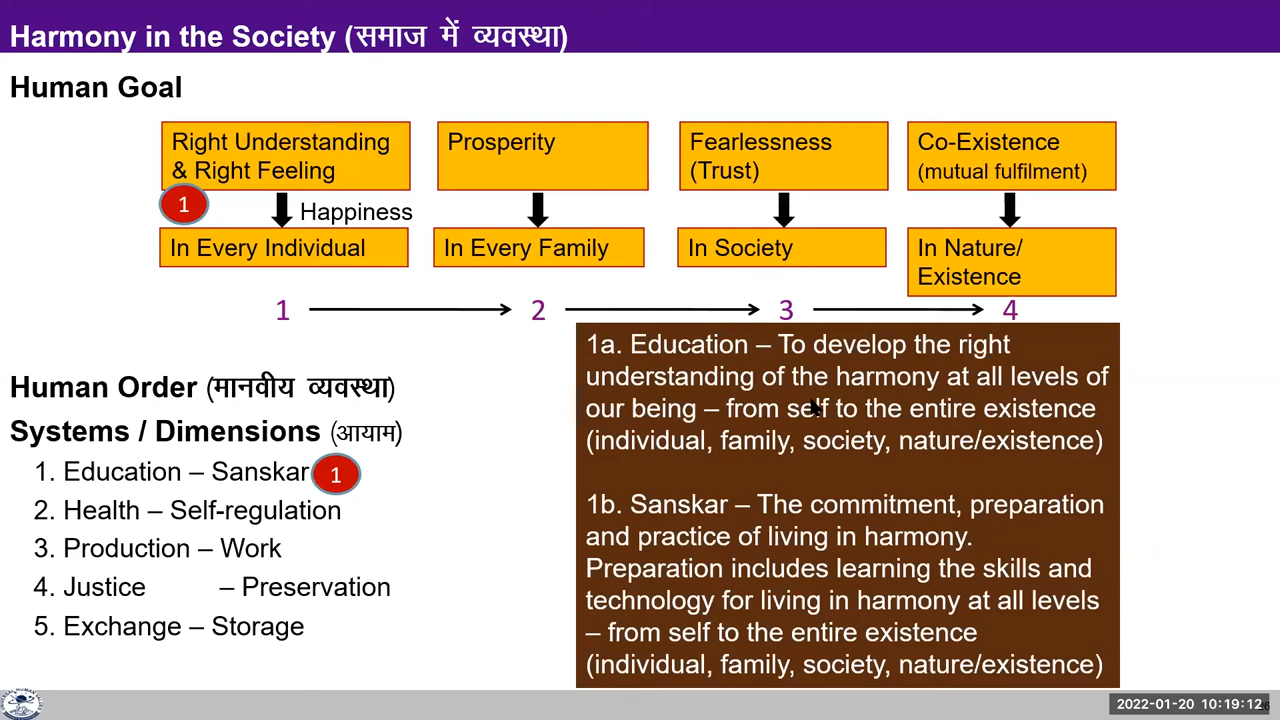 Harmony in the Society (समाज में व्यवस्था)
Human Goal
Right Understanding
& Right Feeling
Prosperity
Fearlessness
(Trust)
Co-Existence
(mutual fulfilment)
1
Happiness
In Every Individual
In Every Family
In Society
In Nature/
Existence
1
2
3
4
Human Order (मानवीय व्यवस्था)
Systems / Dimensions (आयाम)
1. Education – Sanskar
1
2. Health – Self-regulation
3. Production – Work
4. Justice – Preservation
5. Exchange – Storage
1a. Education – To develop the right
understanding of the harmony at all levels of
our being – from self to the entire existence
(individual, family, society, nature/existence)
1b. Sanskar – The commitment, preparation
and practice of living in harmony.
Preparation includes learning the skills and
technology for living in harmony at all levels
– from self to the entire existence
(individual, family, society, nature/existence)
2022-01-20 10:19:12